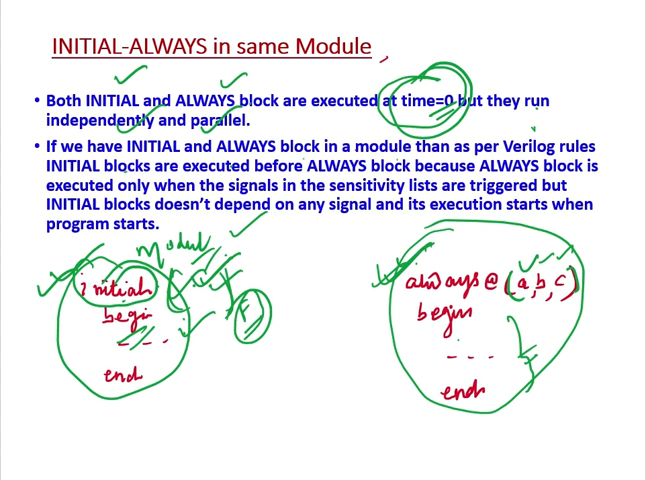 INITIAL-ALWAYS in same Module
• Both INITIAL and ALWAYS block are executed at time=0 but they run
independently and parallel.
• If we have INITIAL and ALWAYS block in a module than as per Verilog rules
INITIAL blocks are executed before ALWAYS block because ALWAYS block is
executed only when the signals in the sensitivity lists are triggered but
INITIAL blocks doesn't depend on any signal and its execution starts when
program starts.
Module
initial
begin
- - - -
end
always @ (a, b, c)
begin
- - -
end